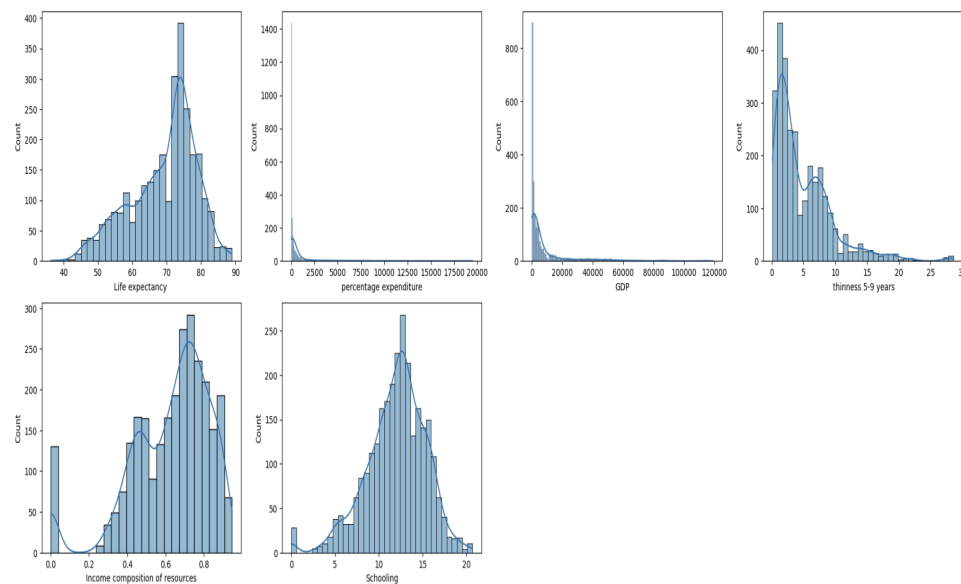 400
350
300
250
200
150
100
50
0
Count
40 50 60 70 80 90
Life expectancy
1400
1200
1000
800
600
400
200
0
Count
0 2500 5000 7500 10000 12500 15000 17500 20000
percentage expenditure
800
600
400
200
0
Count
0 20000 40000 60000 80000 100000 120000
GDP
400
300
200
100
0
Count
0 5 10 15 20 25
thinness 5-9 years
300
250
200
150
100
50
0
Count
0.0 0.2 0.4 0.6 0.8
Income composition of resources
250
200
150
100
50
0
Count
0 5 10 15 20
Schooling